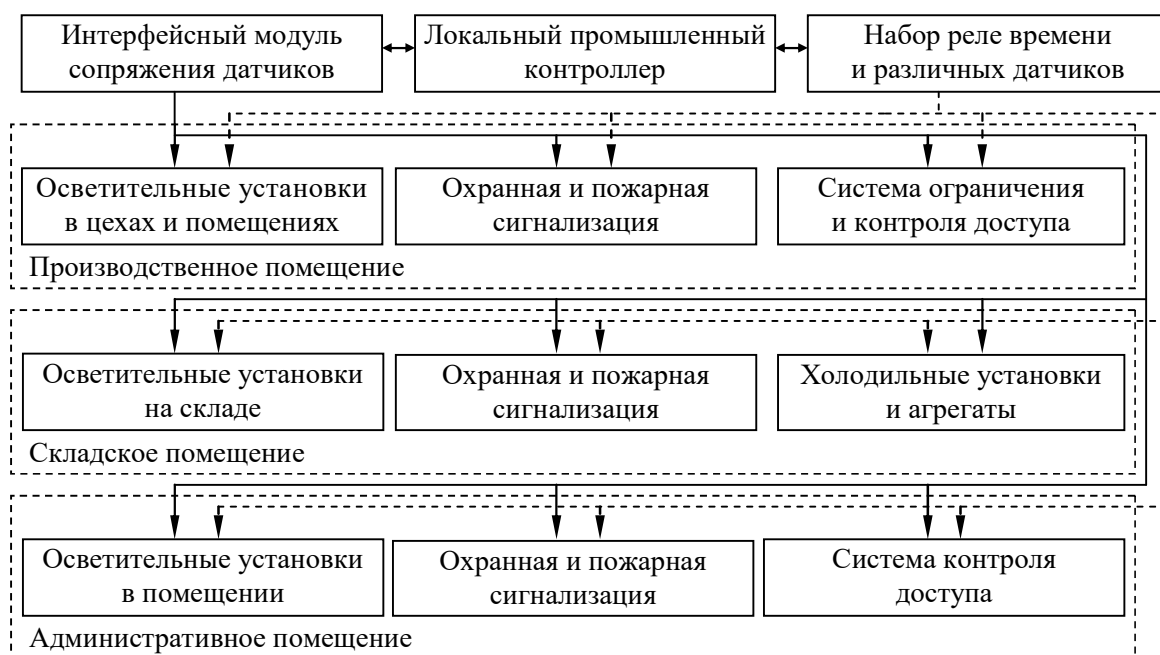 Интерфейсный модуль
сопряжения датчиков
Локальный промышленный
контроллер
Набор реле времени
и различных датчиков
Осветительные установки
в цехах и помещениях
Охранная и пожарная
сигнализация
Система ограничения
и контроля доступа
Производственное помещение
Осветительные установки
на складе
Охранная и пожарная
сигнализация
Холодильные установки
и агрегаты
Складское помещение
Осветительные установки
в помещении
Охранная и пожарная
сигнализация
Система контроля
доступа
Административное помещение